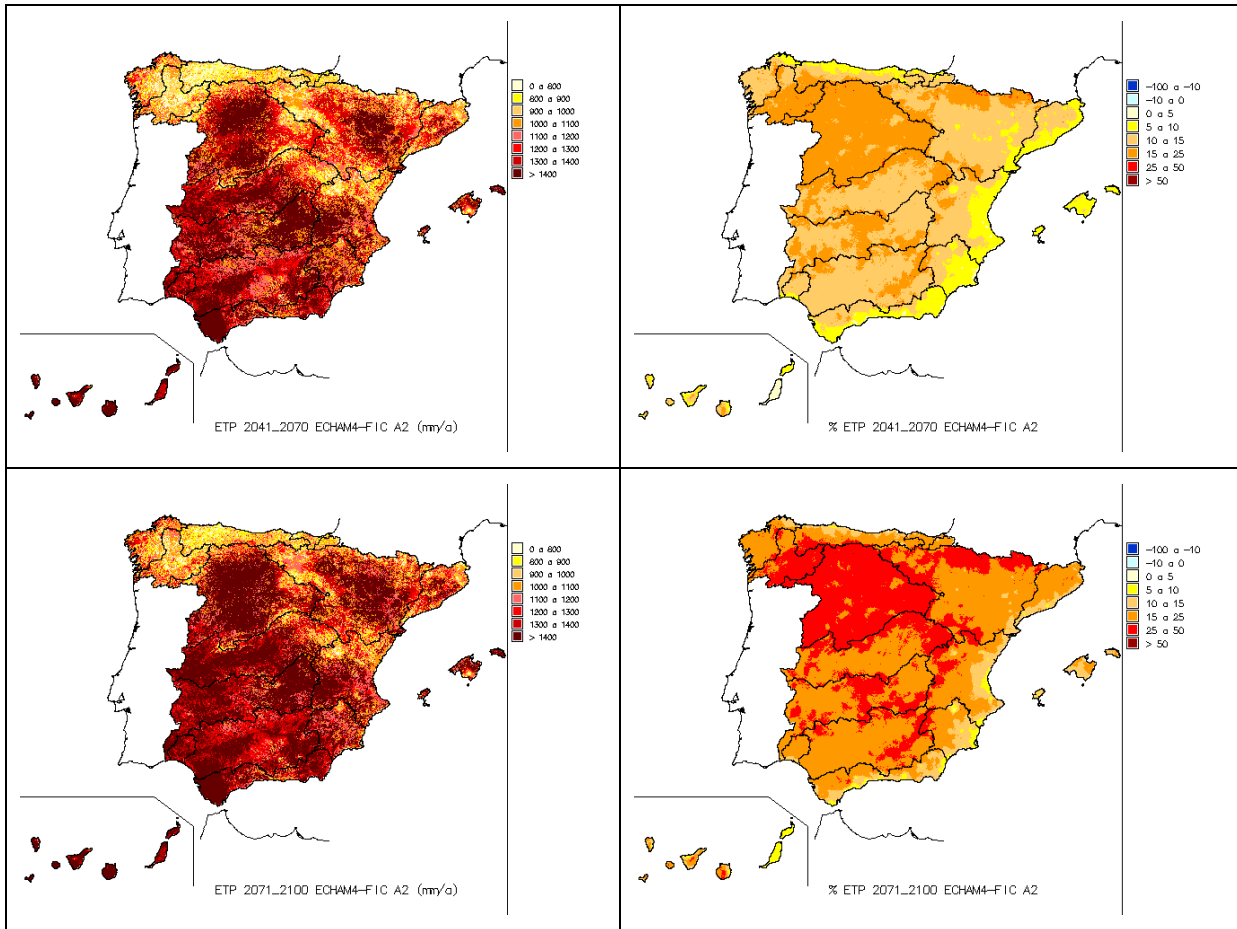 0 a 800
800 a 900
900 a 1000
1000 a 1100
1100 a 1200
1200 a 1300
1300 a 1400
> 1400
ETP 2041_2070 ECHAM4-FIC A2 (mm/a)
-100 a -10
-10 a 0
0 a 5
5 a 10
10 a 15
15 a 25
25 a 50
> 50
% ETP 2041_2070 ECHAM4-FIC A2
0 a 800
800 a 900
900 a 1000
1000 a 1100
1100 a 1200
1200 a 1300
1300 a 1400
> 1400
ETP 2071_2100 ECHAM4-FIC A2 (mm/a)
-100 a -10
-10 a 0
0 a 5
5 a 10
10 a 15
15 a 25
25 a 50
> 50
% ETP 2071_2100 ECHAM4-FIC A2